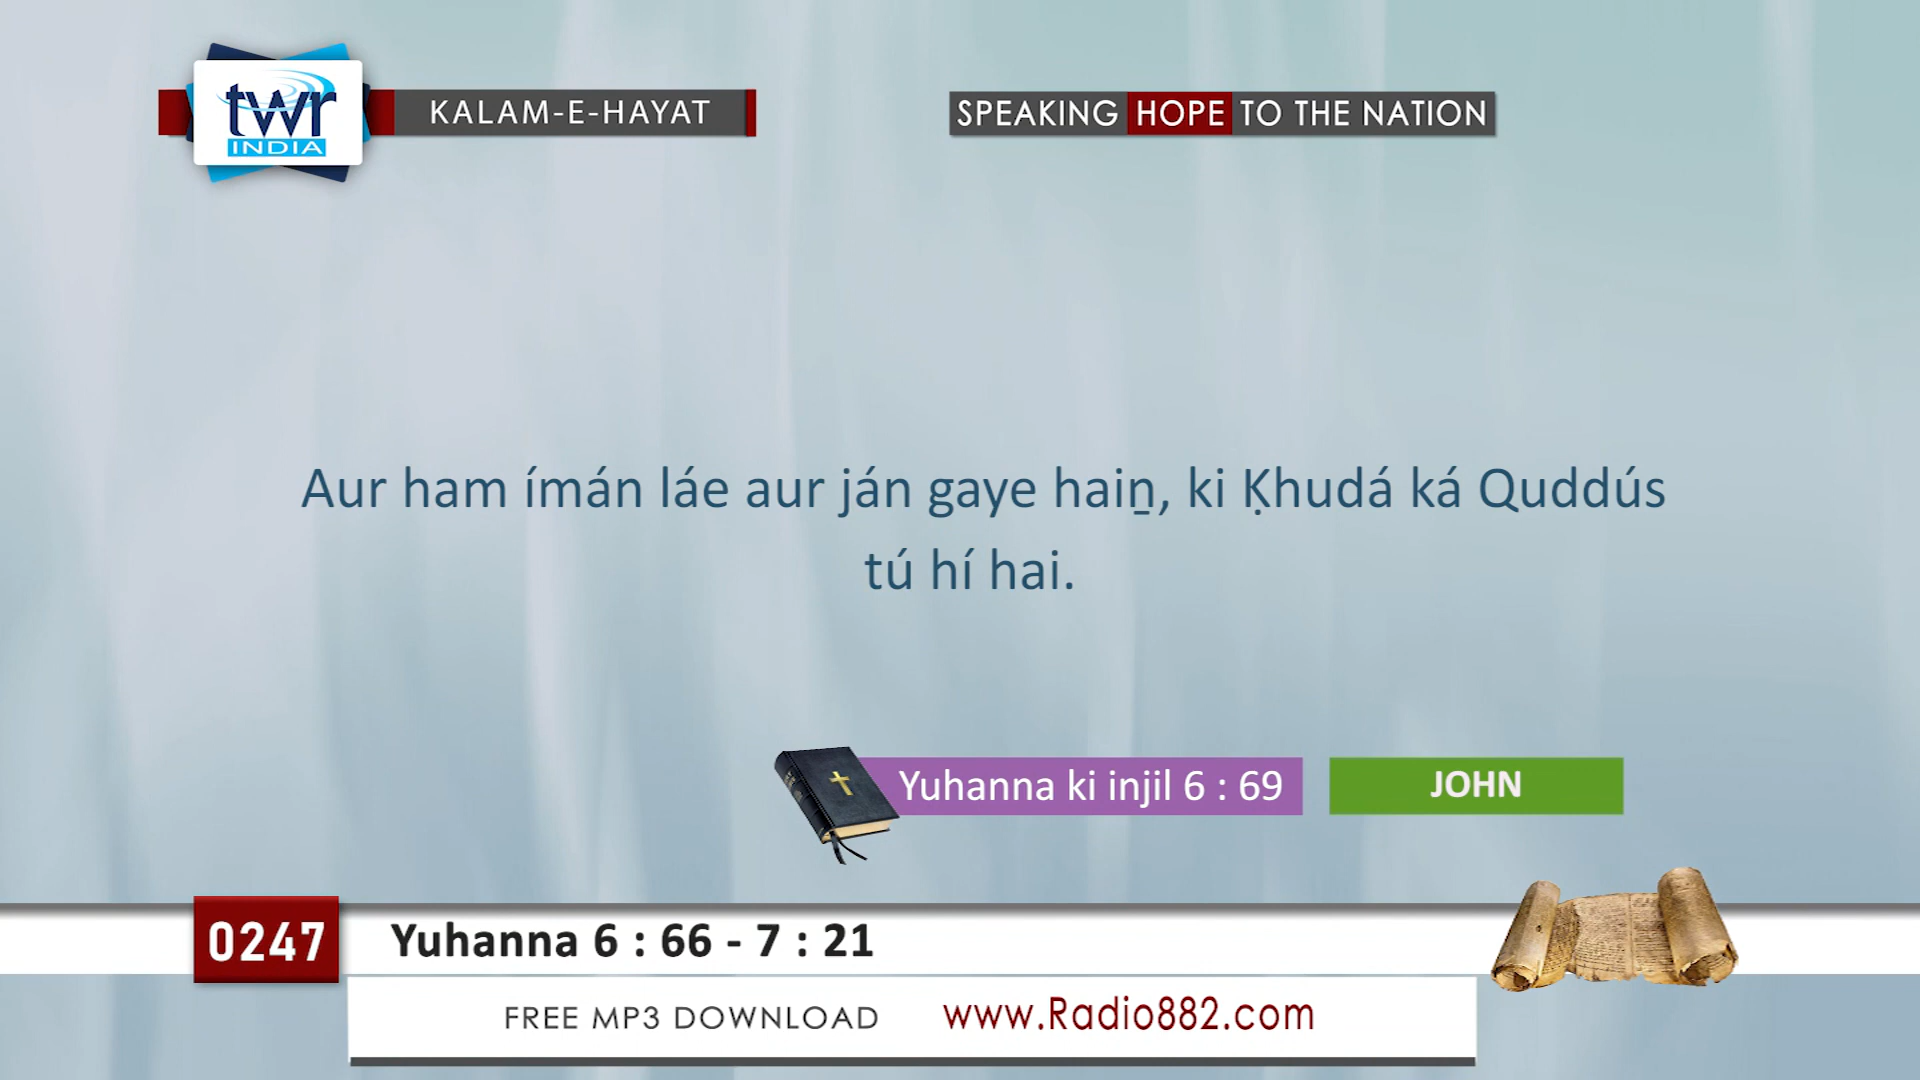 twr
INDIA
KALAM-E-HAYAT
SPEAKING HOPE TO THE NATION
Aur ham ímán láe aur ján gaye haiṉ, ki Ḳhudá ká Quddús
tú hí hai.
Yuhanna ki injil 6 : 69
JOHN
0247
Yuhanna 6 : 66 - 7 : 21
FREE MP3 DOWNLOAD
www.Radio882.com